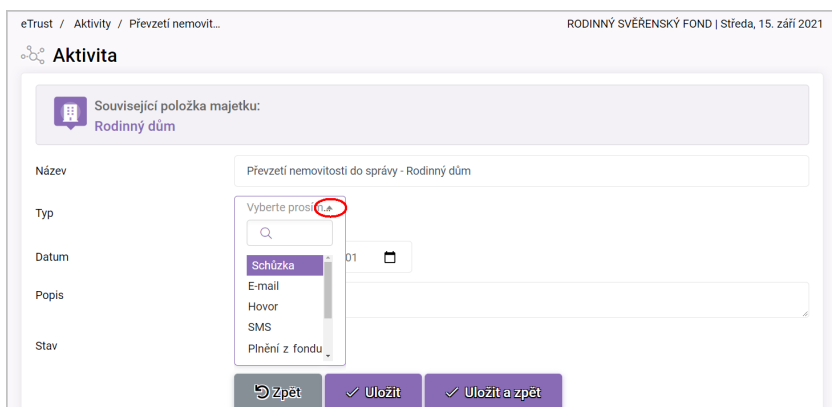 eTrust / Aktivity / Převzetí nemovit...
RODINNÝ SVĚŘENSKÝ FOND | Středa, 15. září 2021
Aktivita
Související položka majetku:
Rodinný dům
Název
Převzetí nemovitosti do správy - Rodinný dům
Typ
Vyberte prosím...
Schůzka
Datum
01
E-mail
Popis
Hovor
SMS
Stav
Plnění z fondu
Zpět
Uložit
Uložit a zpět